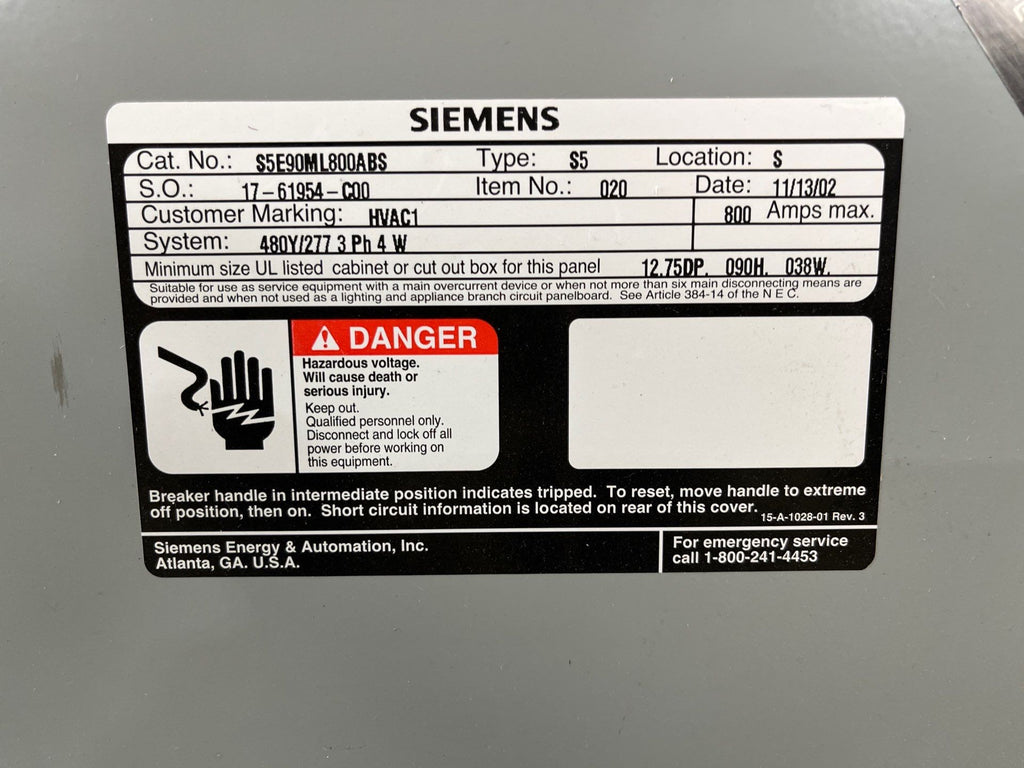 SIEMENS
Cat. No.: S5E90ML800ABS Type: S5 Location: S
S.O.: 17-61954-C00 Item No.: 020 Date: 11/13/02
Customer Marking: HVAC1 800 Amps max.
System: 480Y/277 3 Ph 4 W
Minimum size UL listed cabinet or cut out box for this panel 12.75DP. 090H. 038W.
Suitable for use as service equipment with a main overcurrent device or when not more than six main disconnecting means are
provided and when not used as a lighting and appliance branch circuit panelboard. See Article 384-14 of the N E C.
DANGER
Hazardous voltage.
Will cause death or
serious injury.
Keep out.
Qualified personnel only.
Disconnect and lock off all
power before working on
this equipment.
Breaker handle in intermediate position indicates tripped. To reset, move handle to extreme
off position, then on. Short circuit information is located on rear of this cover. 15-A-1028-01 Rev. 3
Siemens Energy & Automation, Inc.
Atlanta, GA. U.S.A.
For emergency service
call 1-800-241-4453